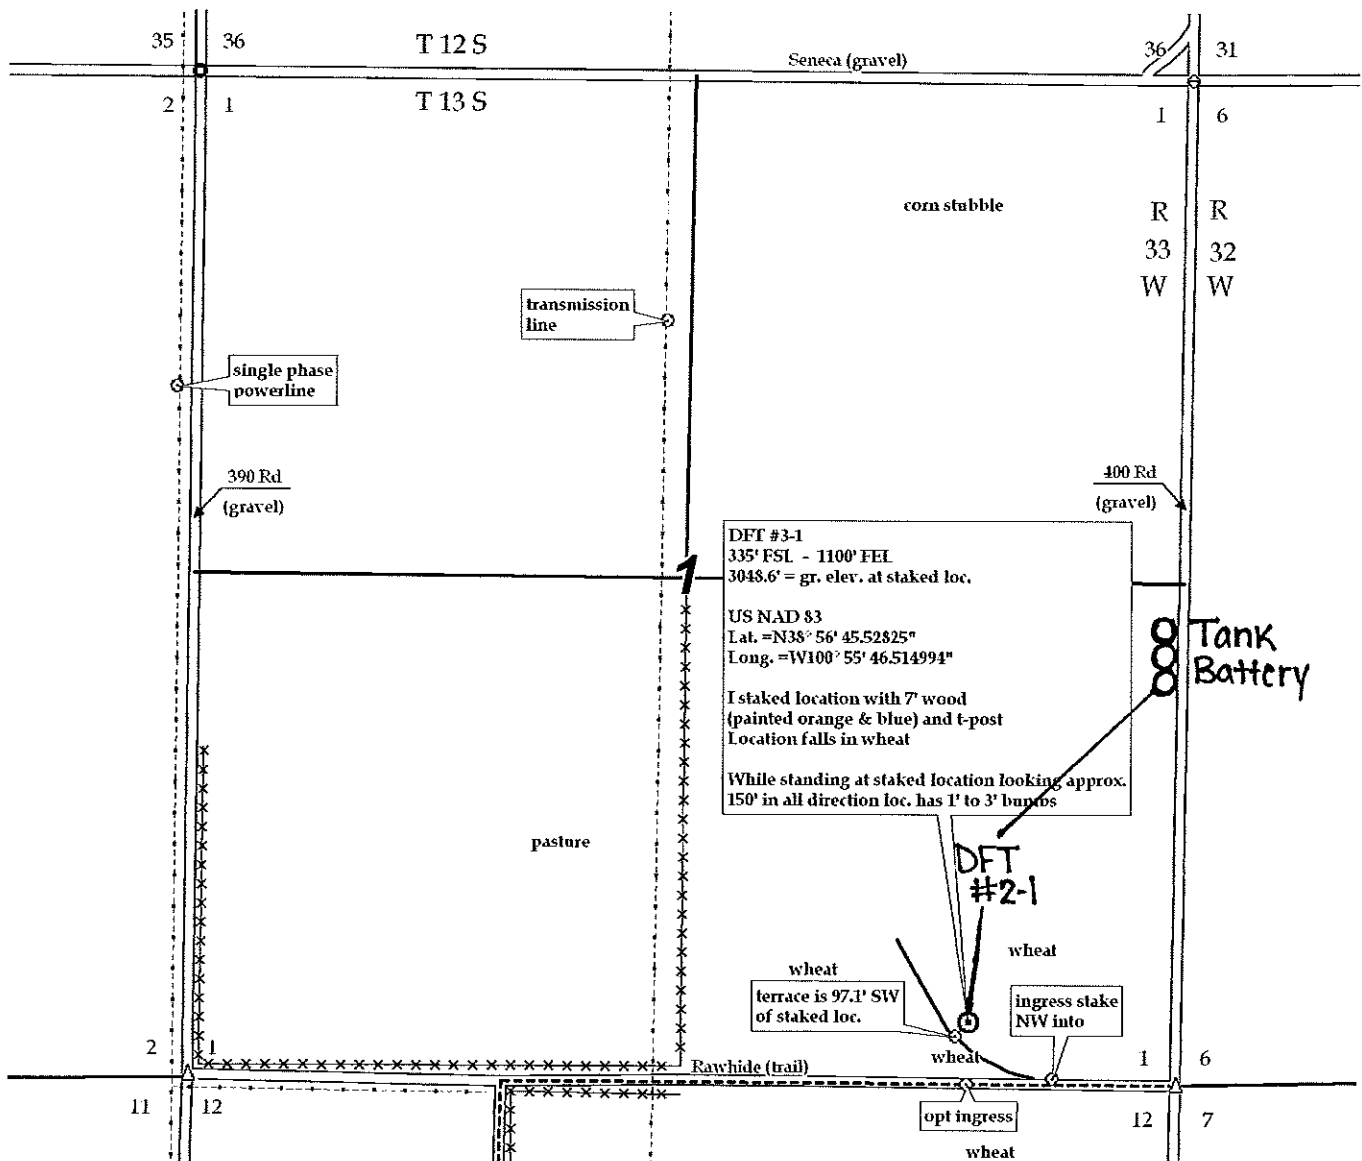 35
36
T 12 S
Seneca (gravel)
36
31
2
1
T 13 S
1
6
corn stubble
R
R
33
32
W
W
transmission
line
single phase
powerline
390 Rd
(gravel)
400 Rd
(gravel)
DFT #3-1
335' FSL - 1100' FEL
3048.6' = gr. elev. at staked loc.
US NAD 83
Lat. =N38° 56' 45.52825"
Long. =W100° 55' 46.514994"
I staked location with 7' wood
(painted orange & blue) and t-post
Location falls in wheat
While standing at staked location looking approx.
150' in all direction loc. has 1' to 3' bumps
1
Tank
Battery
pasture
DFT
#2-1
wheat
wheat
terrace is 97.1' SW
of staked loc.
ingress stake
NW into
wheat
2
1
Rawhide (trail)
1
6
11
12
opt ingress
12
7
wheat